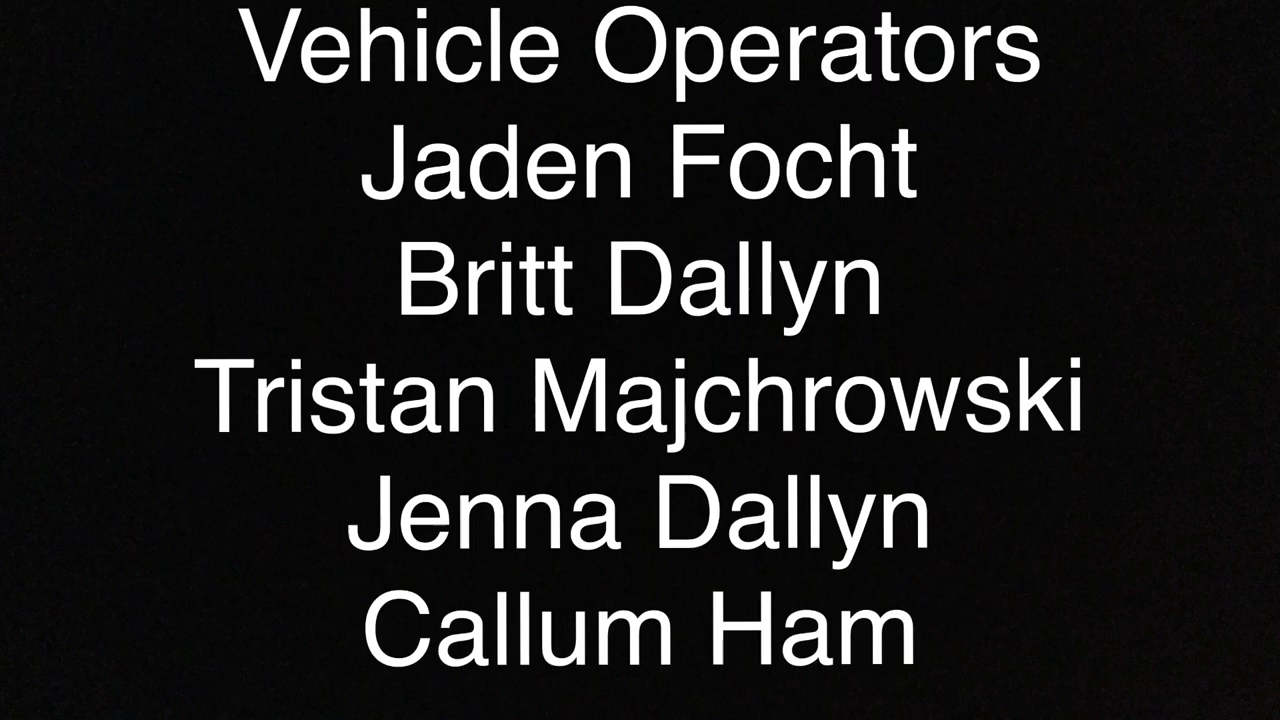 Vehicle Operators
Jaden Focht
Britt Dallyn
Tristan Majchrowski
Jenna Dallyn
Callum Ham